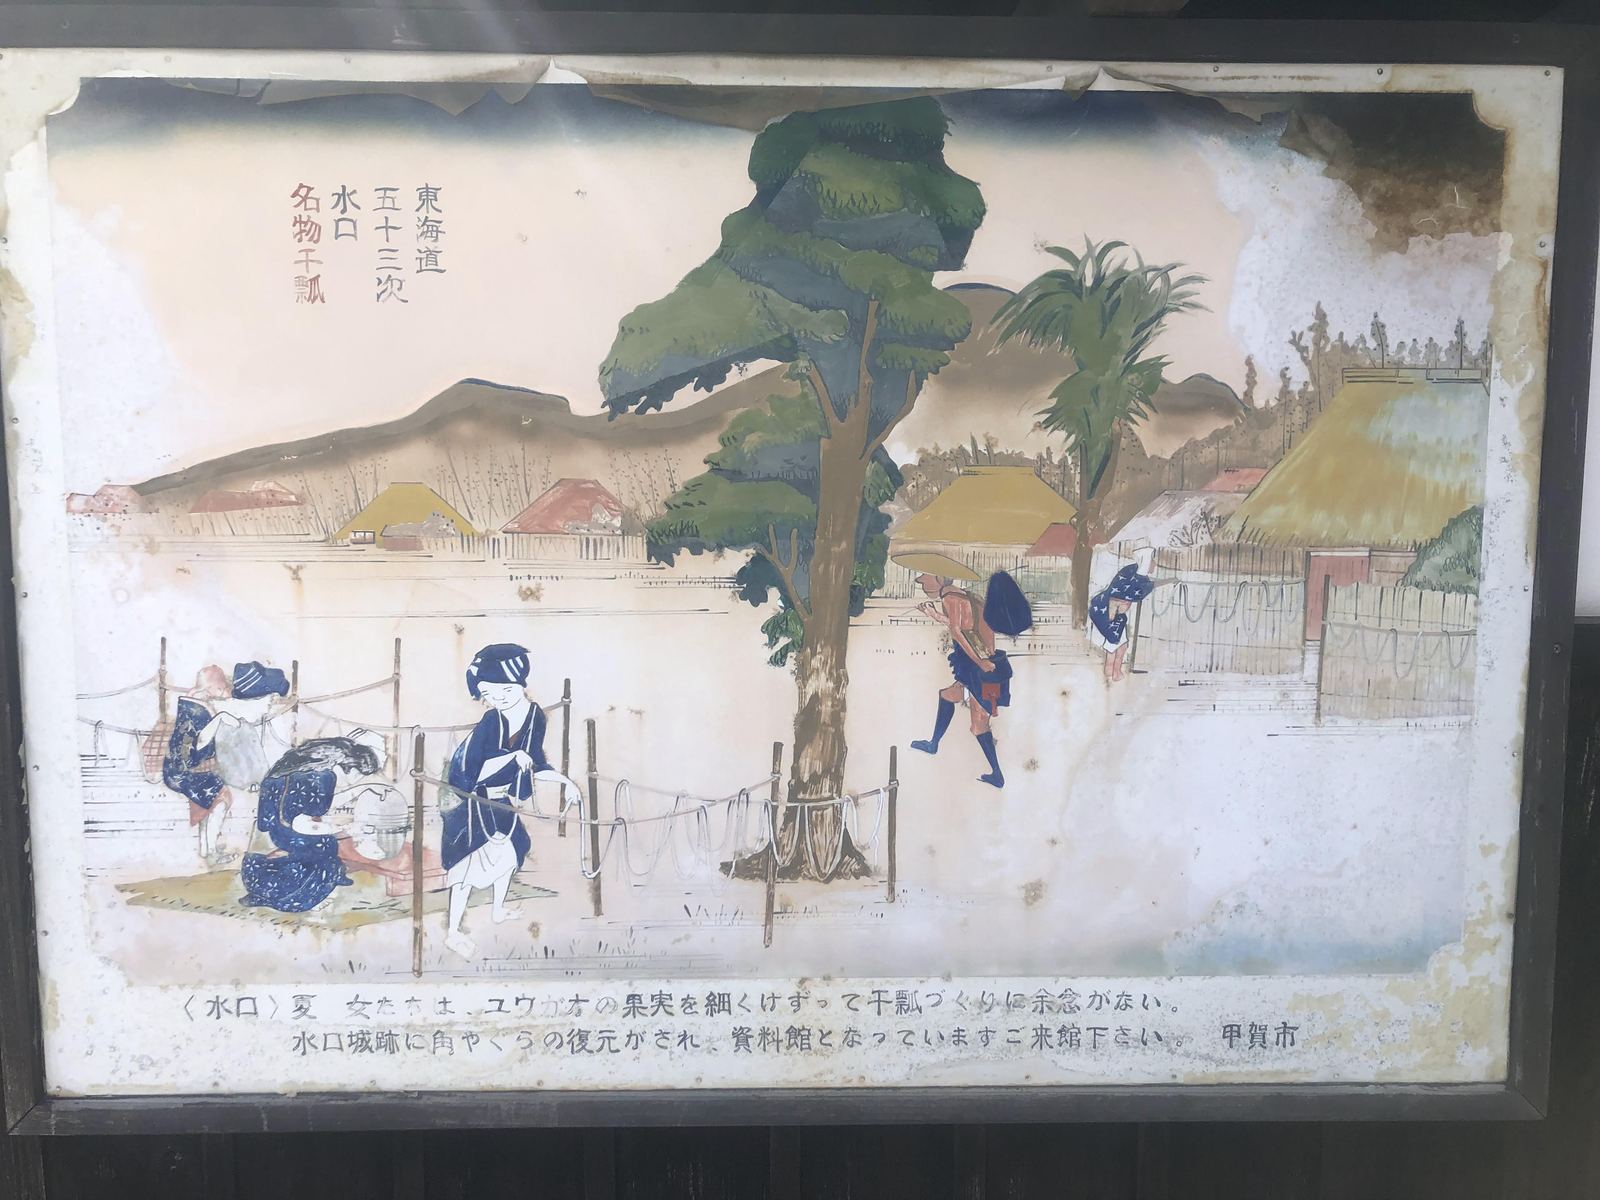 東海道
五十三次
水口
名物干瓢
〈水口〉夏 女たちは、ユウガオの果実を細くけずって干瓢づくりに余念がない。
水口城跡に角やぐらの復元がされ、資料館となっていますご来館下さい。 甲賀市